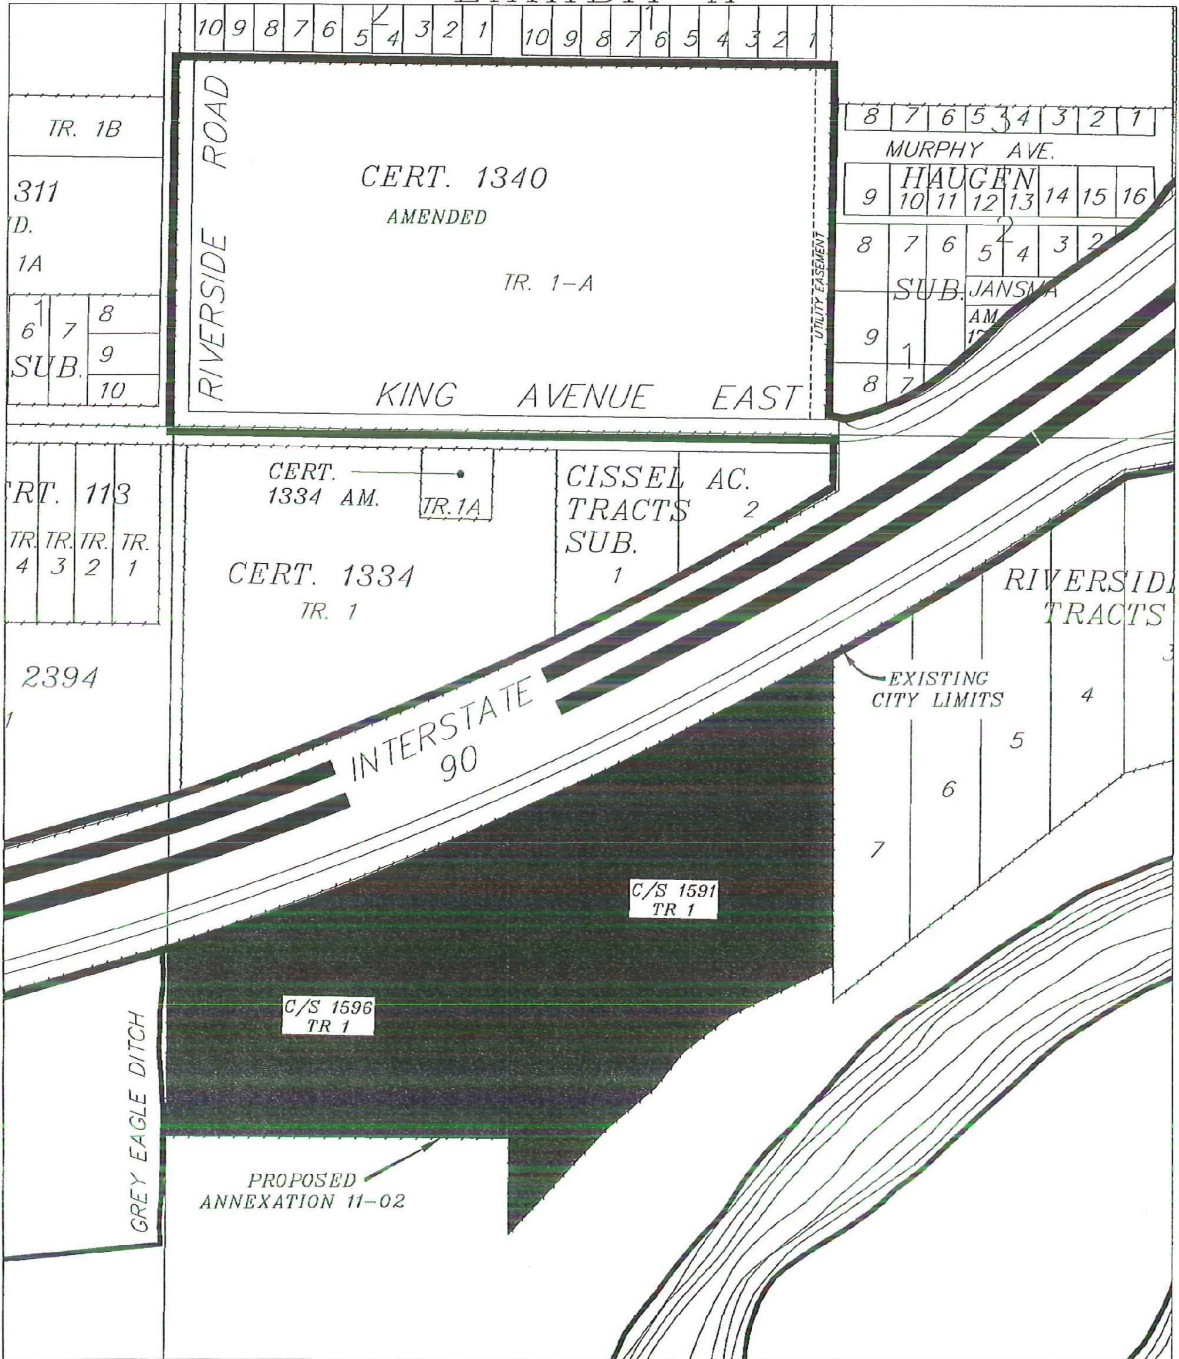 EXHIBIT "A"
10 9 8 7 6 5 4 3 2 1
2
10 9 8 7 6 5 4 3 2 1
1
TR. 1B
311
D.
1A
1
6 7
8
9
10
SUB.
RIVERSIDE ROAD
CERT. 1340
AMENDED
TR. 1-A
UTILITY EASEMENT
KING AVENUE EAST
8 7 6 5 4 3 2 1
3
MURPHY AVE.
HAUGEN
9 10 11 12 13 14 15 16
2
8 7 6 5 4 3 2
SUB.
JANSMA
AM.
9
1
8 7
RT. 113
TR. 4
TR. 3
TR. 2
TR. 1
2394
1
CERT.
1334 AM.
TR.1A
CERT. 1334
TR. 1
CISSEL AC.
TRACTS
SUB.
2
1
INTERSTATE
90
RIVERSID
TRACTS
3
4
5
6
7
EXISTING
CITY LIMITS
C/S 1591
TR 1
C/S 1596
TR 1
GREY EAGLE DITCH
PROPOSED
ANNEXATION 11-02